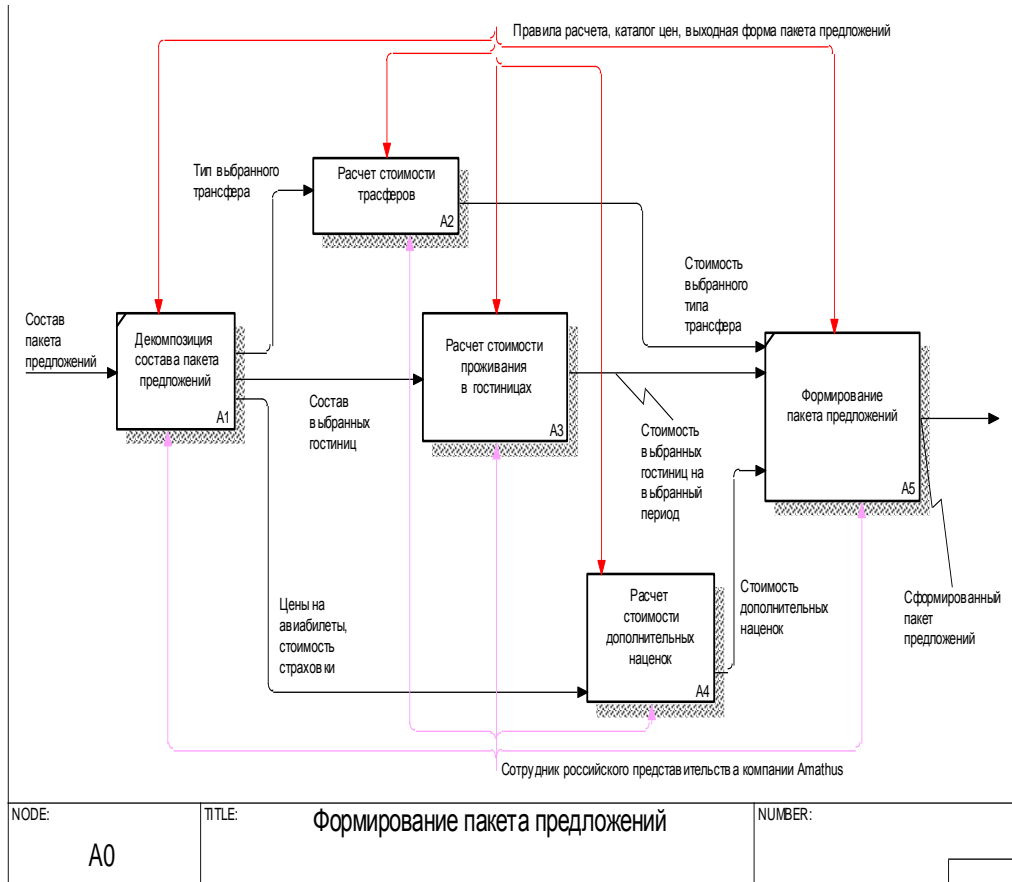 Правила расчета, каталог цен, выходная форма пакета предложений
Тип выбранного
трансфера
Расчет стоимости
трасферов
A2
Стоимость
выбранного
типа
трансфера
Состав
пакета
предложений
Декомпозиция
состава пакета
предложений
A1
Расчет стоимости
проживания
в гостиницах
A3
Формирование
пакета предложений
A5
Состав
выбранных
гостиниц
Стоимость
выбранных
гостиниц на
выбранный
период
Цены на
авиабилеты,
стоимость
страховки
Расчет
стоимости
дополнительных
наценок
A4
Стоимость
дополнительных
наценок
Сформированный
пакет
предложений
Сотрудник российского представительства компании Amathus
NODE:
A0
TITLE:
Формирование пакета предложений
NUMBER: